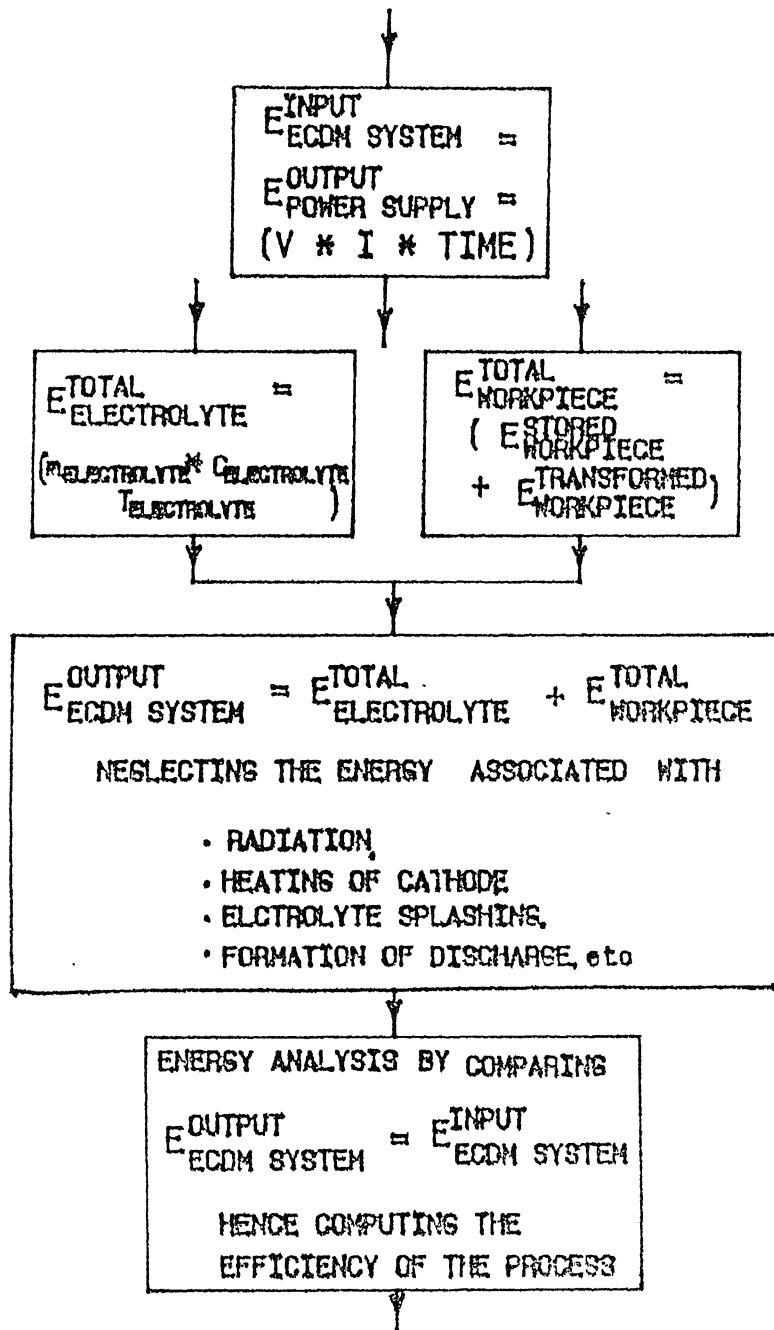 E INPUT ECDM SYSTEM =
E OUTPUT POWER SUPPLY =
(V * I * TIME)
E TOTAL ELECTROLYTE =
(m ELECTROLYTE * C ELECTROLYTE
T ELECTROLYTE )
E TOTAL WORKPIECE =
( E STORED WORKPIECE
+ E TRANSFORMED WORKPIECE )
E OUTPUT ECDM SYSTEM = E TOTAL ELECTROLYTE + E TOTAL WORKPIECE
NEGLECTING THE ENERGY ASSOCIATED WITH
· RADIATION,
· HEATING OF CATHODE
· ELCTROLYTE SPLASHING,
· FORMATION OF DISCHARGE, etc
ENERGY ANALYSIS BY COMPARING
E OUTPUT ECDM SYSTEM = E INPUT ECDM SYSTEM
HENCE COMPUTING THE
EFFICIENCY OF THE PROCESS